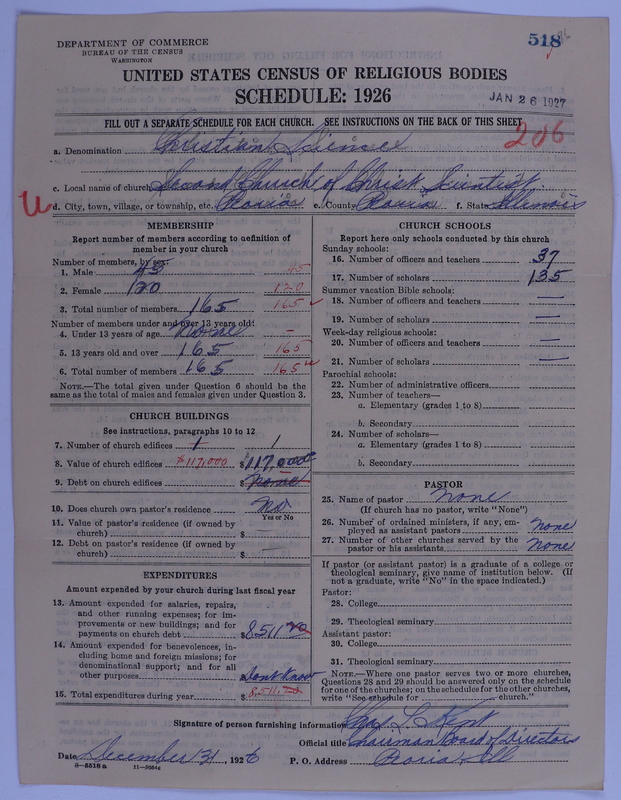 DEPARTMENT OF COMMERCE
BUREAU OF THE CENSUS
WASHINGTON
518
UNITED STATES CENSUS OF RELIGIOUS BODIES
SCHEDULE: 1926
JAN 26 1927
FILL OUT A SEPARATE SCHEDULE FOR EACH CHURCH. SEE INSTRUCTIONS ON THE BACK OF THIS SHEET
206
a. Denomination Christian Science
c. Local name of church Second Church of Christ Scientist
d. City, town, village, or township, etc. Peoria e. County Peoria f. State Illinois
MEMBERSHIP
Report number of members according to definition of
member in your church
Number of members, by sex:
1. Male 45 45
2. Female 120 120
3. Total number of members 165 165
Number of members under and over 13 years old:
4. Under 13 years of age None –
5. 13 years old and over 165 165
6. Total number of members 165 165
NOTE.—The total given under Question 6 should be
same as the total of males and females given under Question 3.
CHURCH BUILDINGS
See instructions, paragraphs 10 to 12
7. Number of church edifices 1 1
8. Value of church edifices $117,000 $117,000
9. Debt on church edifices $ None
10. Does church own pastor's residence No
Yes or No
11. Value of pastor's residence (if owned by
church) $ —
12. Debt on pastor's residence (if owned by
church) $ —
EXPENDITURES
Amount expended by your church during last fiscal year
13. Amount expended for salaries, repairs,
and other running expenses; for im-
provements or new buildings; and for
payments on church debt $8511
14. Amount expended for benevolences, in-
cluding home and foreign missions; for
denominational support; and for all
other purposes Dont Know
15. Total expenditures during year $8,511
CHURCH SCHOOLS
Report here only schools conducted by this church
Sunday schools:
16. Number of officers and teachers 37
17. Number of scholars 135
Summer vacation Bible schools:
18. Number of officers and teachers —
19. Number of scholars —
Week-day religious schools:
20. Number of officers and teachers —
21. Number of scholars —
Parochial schools:
22. Number of administrative officers
23. Number of teachers—
a. Elementary (grades 1 to 8)
b. Secondary
24. Number of scholars—
a. Elementary (grades 1 to 8)
b. Secondary
PASTOR
25. Name of pastor None
(If church has no pastor, write "None")
26. Number of ordained ministers, if any, em-
ployed as assistant pastors None
27. Number of other churches served by the
pastor or his assistants None
If pastor (or assistant pastor) is a graduate of a college or
theological seminary, give name of institution below. (If
not a graduate, write "No" in the space indicated.)
Pastor:
28. College
29. Theological seminary
Assistant pastor:
30. College
31. Theological seminary
NOTE.—Where one pastor serves two or more churches,
Questions 28 and 29 should be answered only on the schedule
for one of the churches; on the schedules for the other churches,
write "See schedule for church."
Signature of person furnishing information Kent
Official title Chairman Board of Directors
Date December 31, 1926 P. O. Address Peoria Ill
8-5518 a 11-9564